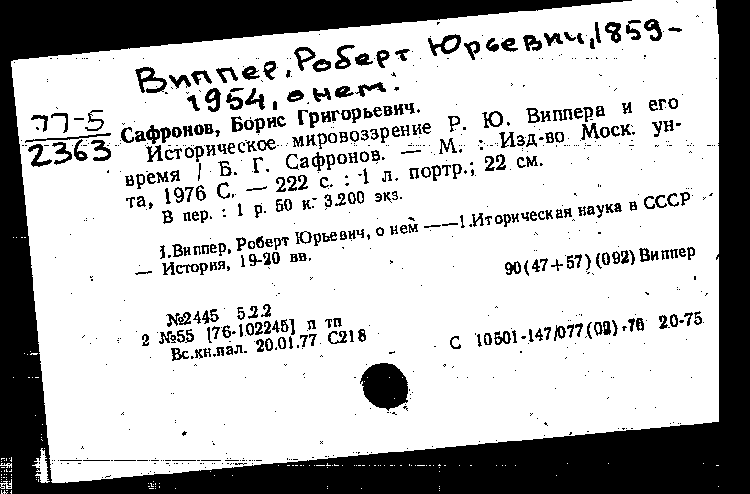 Виппер, Роберт Юрьевич, 1859-
1954, о нем.
77-5
2363
Сафронов, Борис Григорьевич.
Историческое мировоззрение Р. Ю. Виппера и его
время / Б. Г. Сафронов. — М. : Изд-во Моск. ун-
та, 1976 С. — 222 с. : 1 л. портр.; 22 см.
В пер. : 1 р. 50 к. 3.200 экз.
1.Виппер, Роберт Юрьевич, о нем ——1.Иторическая наука в СССР
— История, 19-20 вв.
90(47+57)(092)Виппер
№2445 5.2.2
2 №55 [76-102245] п тп
Вс.кн.пал. 20.01.77 С218
С 10501-147/077(02)-76 20-75